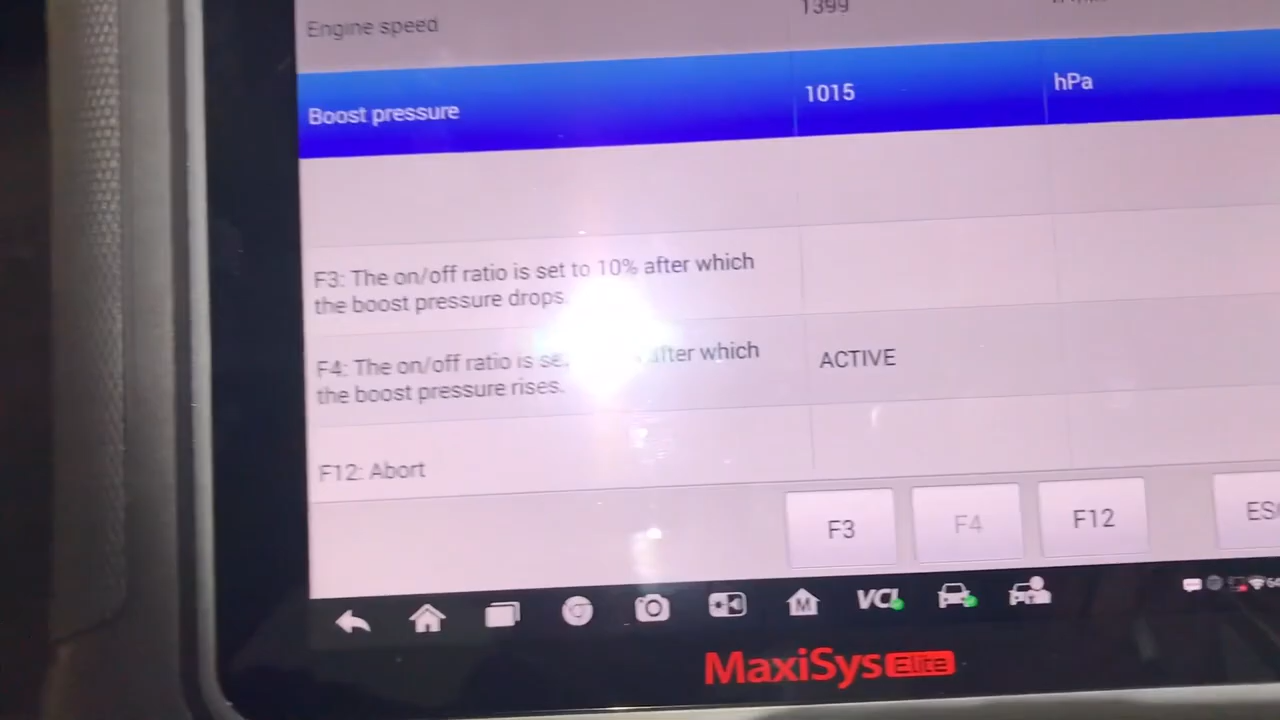 Engine speed 1399
Boost pressure 1015 hPa
F3: The on/off ratio is set to 10% after which
the boost pressure drops.
F4: The on/off ratio is after which
the boost pressure rises.
ACTIVE
F12: Abort
F3 F4 F12
M VCI
MaxiSys Elite